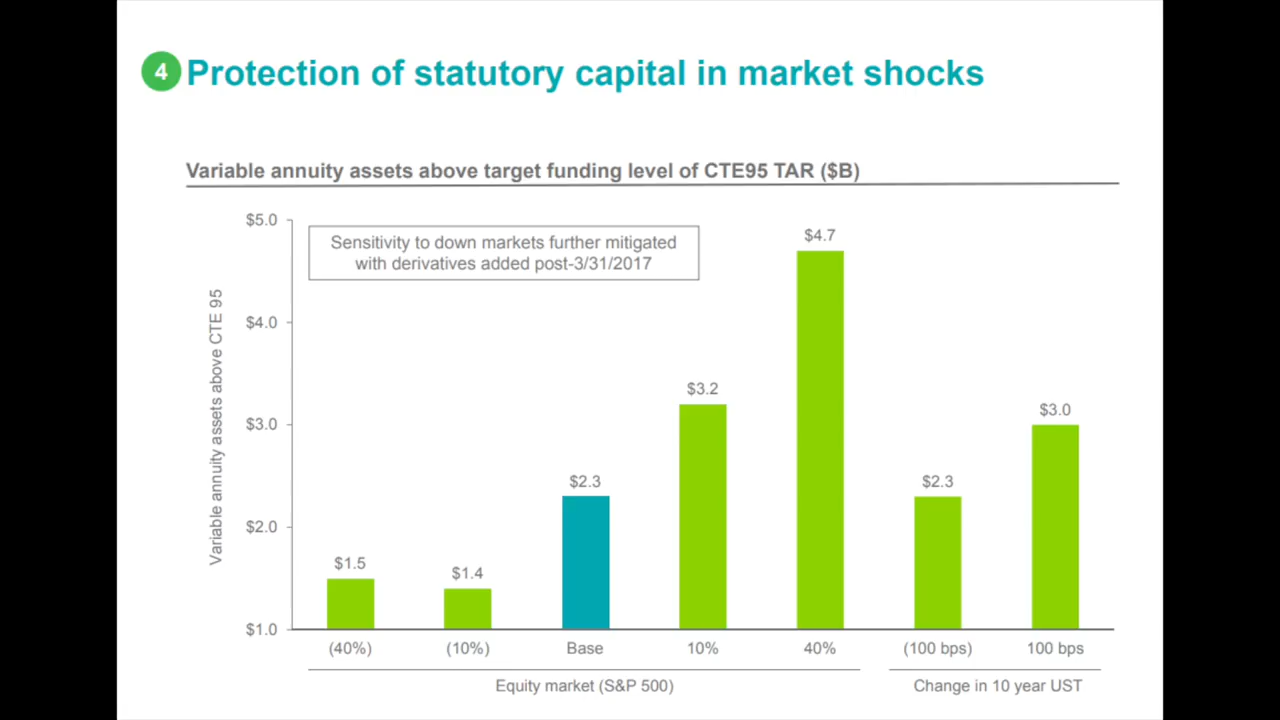 4 Protection of statutory capital in market shocks
Variable annuity assets above target funding level of CTE95 TAR ($B)
Sensitivity to down markets further mitigated
with derivatives added post-3/31/2017
Variable annuity assets above CTE 95
$5.0
$4.0
$3.0
$2.0
$1.0
$1.5
$1.4
$2.3
$3.2
$4.7
$2.3
$3.0
(40%) (10%) Base 10% 40% (100 bps) 100 bps
Equity market (S&P 500) Change in 10 year UST